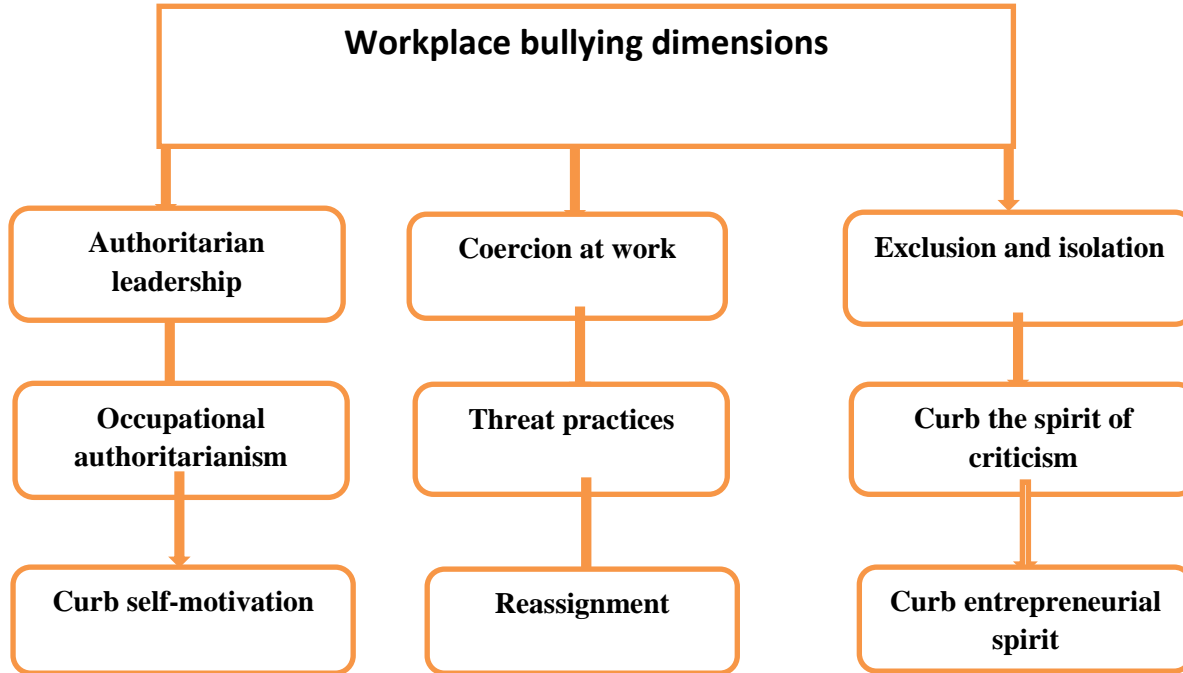 Workplace bullying dimensions
Authoritarian
leadership
Coercion at work
Exclusion and isolation
Occupational
authoritarianism
Threat practices
Curb the spirit of
criticism
Curb self-motivation
Reassignment
Curb entrepreneurial
spirit